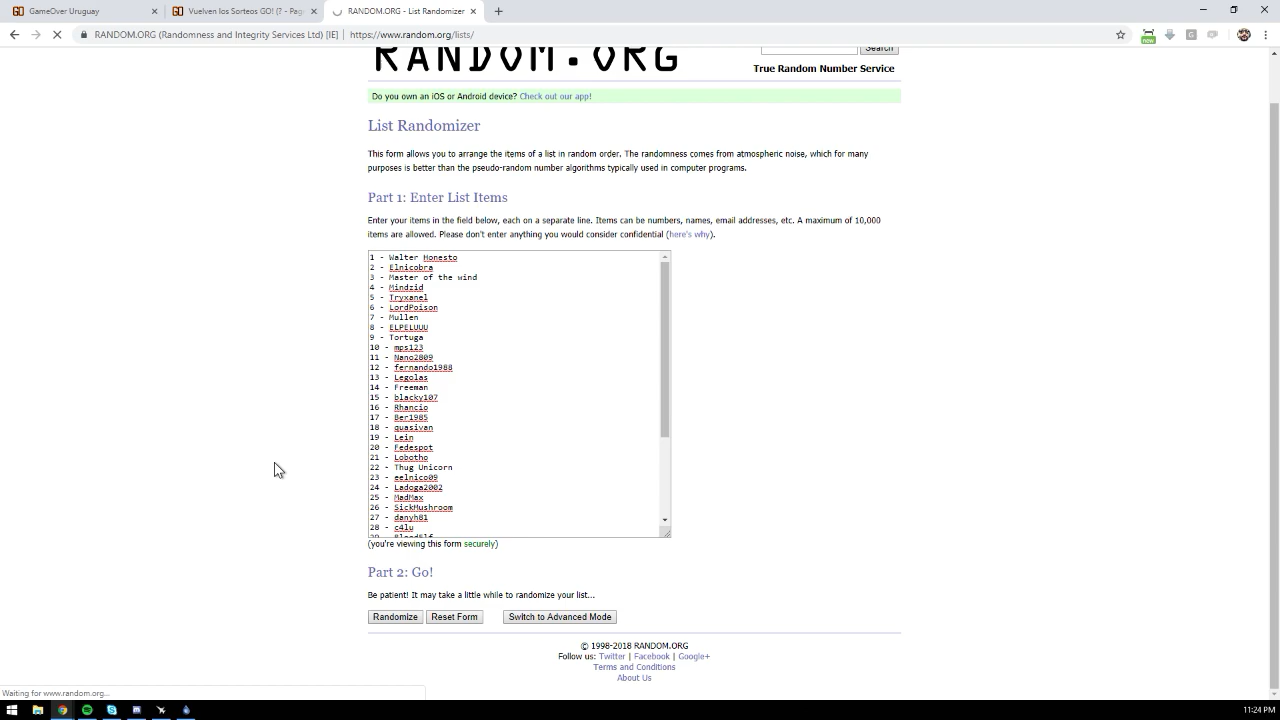 GameOver Uruguay
Vuelven los Sorteos GO! (? - Pag
RANDOM.ORG - List Randomizer
RANDOM.ORG (Randomness and Integrity Services Ltd) [IE] | https://www.random.org/lists/
new
RANDOM.ORG
Search
True Random Number Service
Do you own an iOS or Android device? Check out our app!
List Randomizer
This form allows you to arrange the items of a list in random order. The randomness comes from atmospheric noise, which for many
purposes is better than the pseudo-random number algorithms typically used in computer programs.
Part 1: Enter List Items
Enter your items in the field below, each on a separate line. Items can be numbers, names, email addresses, etc. A maximum of 10,000
items are allowed. Please don't enter anything you would consider confidential (here's why).
1 - Walter Honesto
2 - Elnicobra
3 - Master of the wind
4 - Mindzid
5 - Tryxanel
6 - LordPoison
7 - Mullen
8 - ELPELUUU
9 - Tortuga
10 - mps123
11 - Nano2809
12 - fernando1988
13 - Legolas
14 - Freeman
15 - blacky107
16 - Rhancio
17 - Ber1985
18 - quasivan
19 - Lein
20 - Fedespot
21 - Lobotho
22 - Thug Unicorn
23 - eelnico09
24 - Ladoga2002
25 - MadMax
26 - SickMushroom
27 - danyh81
28 - c4lu
29 - BloodElf
(you're viewing this form securely)
Part 2: Go!
Be patient! It may take a little while to randomize your list...
Randomize Reset Form Switch to Advanced Mode
© 1998-2018 RANDOM.ORG
Follow us: Twitter | Facebook | Google+
Terms and Conditions
About Us
Waiting for www.random.org...
11:24 PM